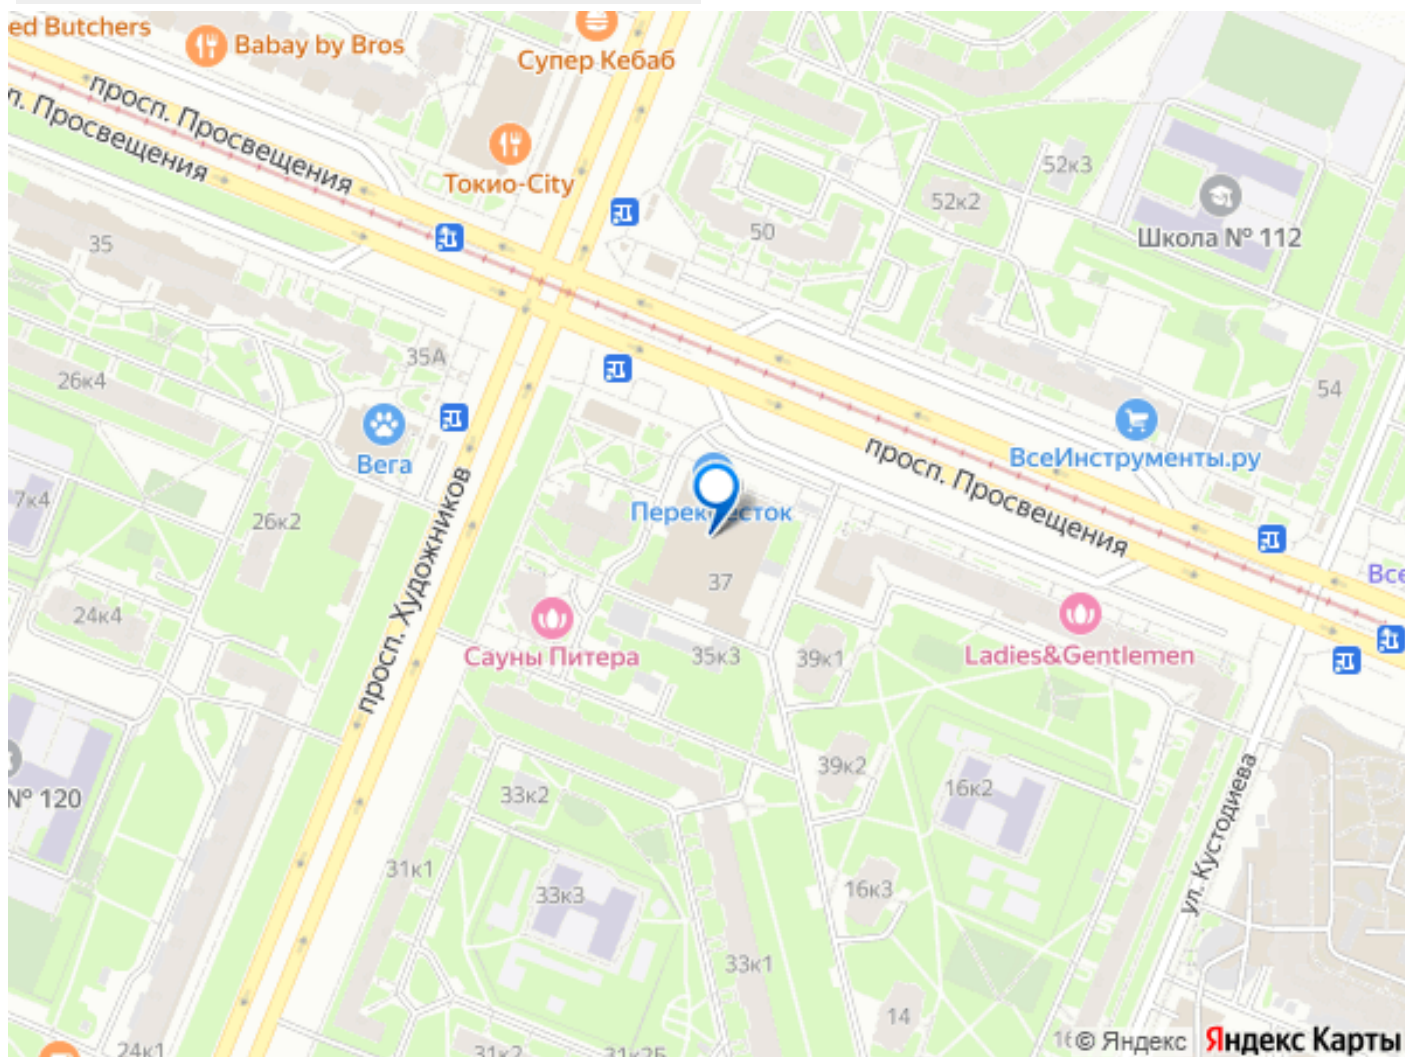 ed Butchers
Babay by Bros
Супер Кебаб
просп. Просвещения
п. Просвещения
Токио-City
52к3
52к2
Школа № 112
50
35
35А
26к4
54
Вега
ВсеИнструменты.ру
просп. Просвещения
7к4
26к2
Перекресток
просп. Художников
Все
37
24к4
Сауны Питера
35к3
39к1
Ladies&Gentlemen
39к2
16к2
№ 120
33к2
ул. Кустодиева
31к1
33к3
16к3
33к1
14
24к1
31к2
31к2Б
16
© Яндекс
Яндекс Карты